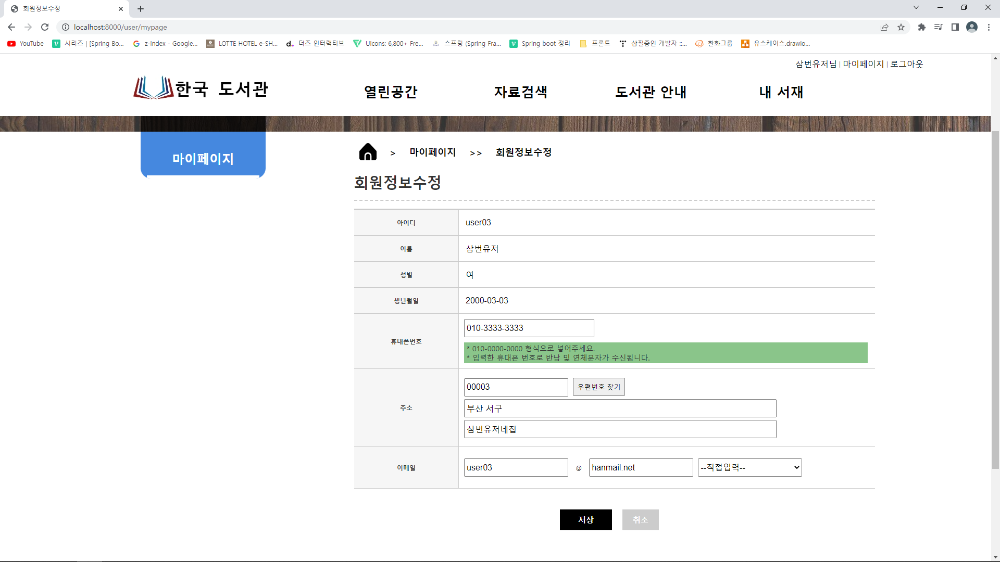 회원정보수정
localhost:8000/user/mypage
YouTube 시리즈 | [Spring Bo... z-index - Google... LOTTE HOTEL e-SH... d. 더즈 인터랙티브 Uicons: 6,800+ Fre... 스프링 (Spring Fra... Spring boot 정리 프론트 삽질중인 개발자 ::... 한화그룹 유스케이스.drawio...
삼번유저님 | 마이페이지 | 로그아웃
한국 도서관 열린공간 자료검색 도서관 안내 내 서재
마이페이지
> 마이페이지 >> 회원정보수정
회원정보수정
아이디 user03
이름 삼번유저
성별 여
생년월일 2000-03-03
휴대폰번호 010-3333-3333
* 010-0000-0000 형식으로 넣어주세요.
* 입력한 휴대폰 번호로 반납 및 연체문자가 수신됩니다.
주소 00003 우편번호 찾기
부산 서구
삼번유저네집
이메일 user03 @ hanmail.net --직접입력--
저장 취소